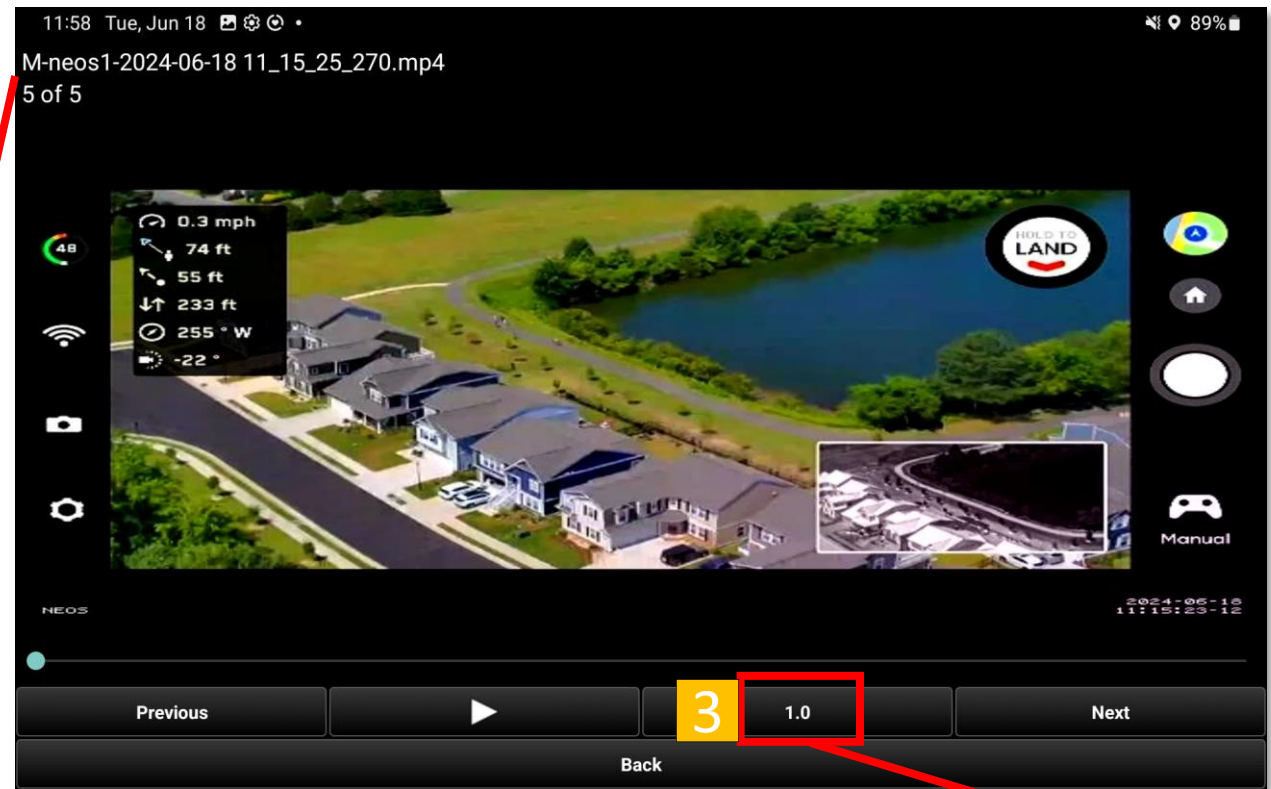 11:58 Tue, Jun 18 89%
M-neos1-2024-06-18 11_15_25_270.mp4
5 of 5
48
0.3 mph
74 ft
55 ft
233 ft
255 ° W
-22 °
HOLD TO
LAND
Manual
NEOS
2024-06-18
11:15:23-12
Previous
3
1.0
Next
Back